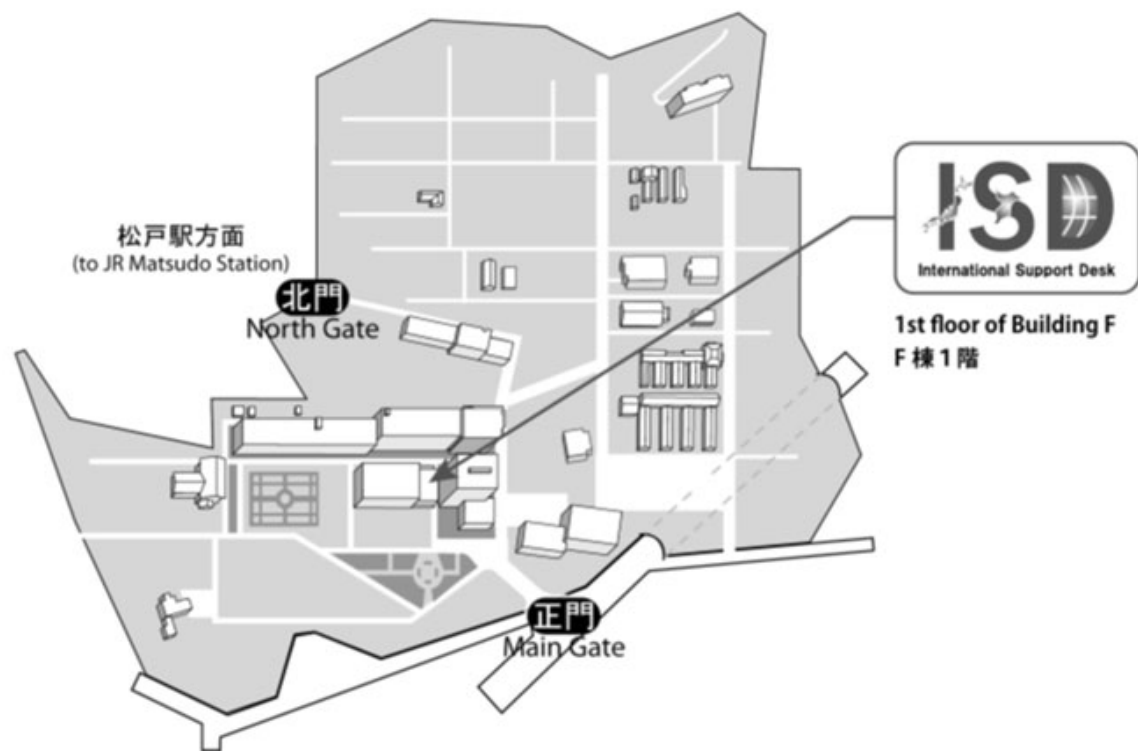 松戸駅方面
(to JR Matsudo Station)
北門
North Gate
ISD
International Support Desk
1st floor of Building F
F 棟 1 階
正門
Main Gate